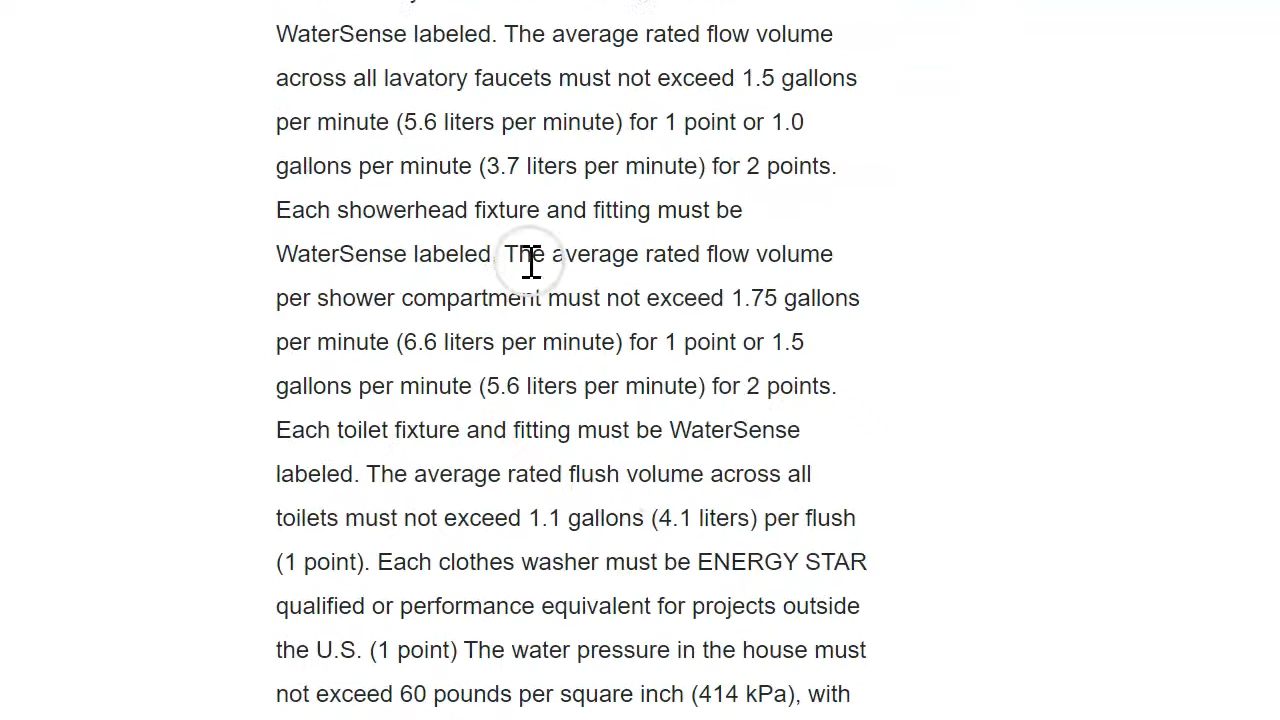 WaterSense labeled. The average rated flow volume
across all lavatory faucets must not exceed 1.5 gallons
per minute (5.6 liters per minute) for 1 point or 1.0
gallons per minute (3.7 liters per minute) for 2 points.
Each showerhead fixture and fitting must be
WaterSense labeled. The average rated flow volume
per shower compartment must not exceed 1.75 gallons
per minute (6.6 liters per minute) for 1 point or 1.5
gallons per minute (5.6 liters per minute) for 2 points.
Each toilet fixture and fitting must be WaterSense
labeled. The average rated flush volume across all
toilets must not exceed 1.1 gallons (4.1 liters) per flush
(1 point). Each clothes washer must be ENERGY STAR
qualified or performance equivalent for projects outside
the U.S. (1 point) The water pressure in the house must
not exceed 60 pounds per square inch (414 kPa), with